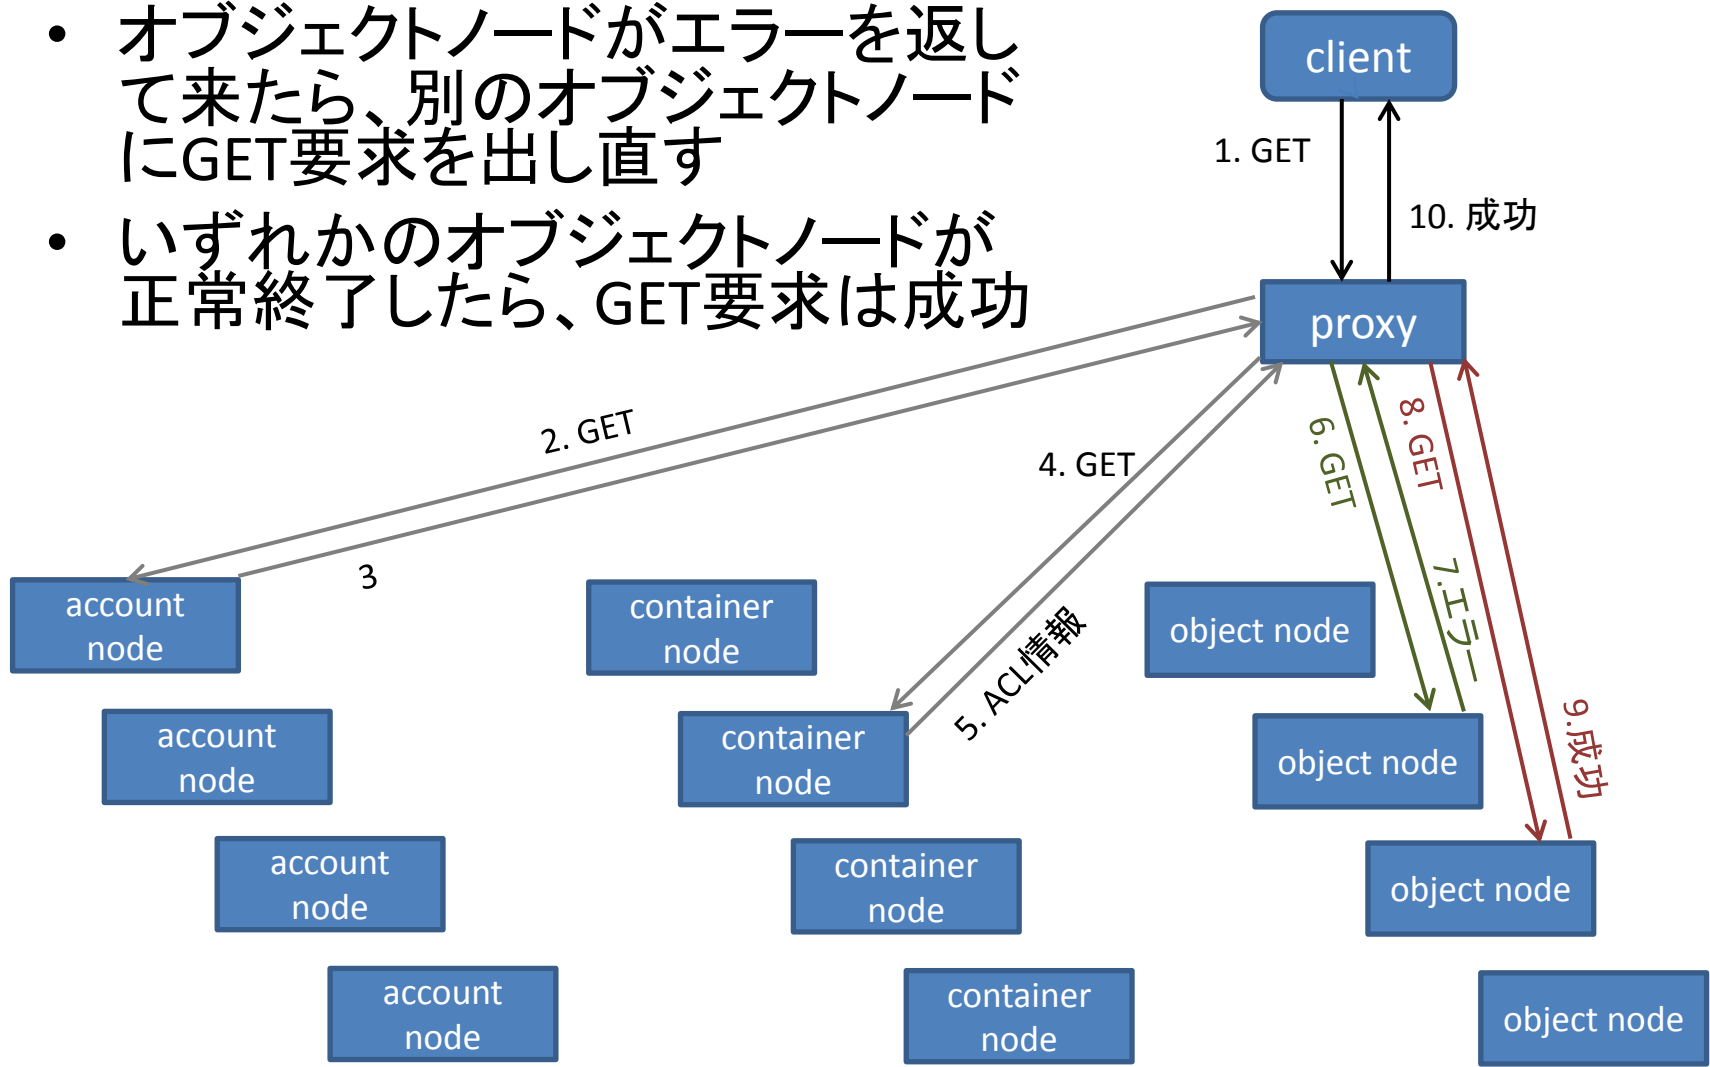 • オブジェクトノードがエラーを返し
て来たら、別のオブジェクトノード
にGET要求を出し直す
• いずれかのオブジェクトノードが
正常終了したら、GET要求は成功
client
1. GET
10. 成功
proxy
2. GET
3
4. GET
5. ACL情報
6. GET
7.エラー
8. GET
9.成功
account
node
account
node
account
node
account
node
container
node
container
node
container
node
container
node
object node
object node
object node
object node